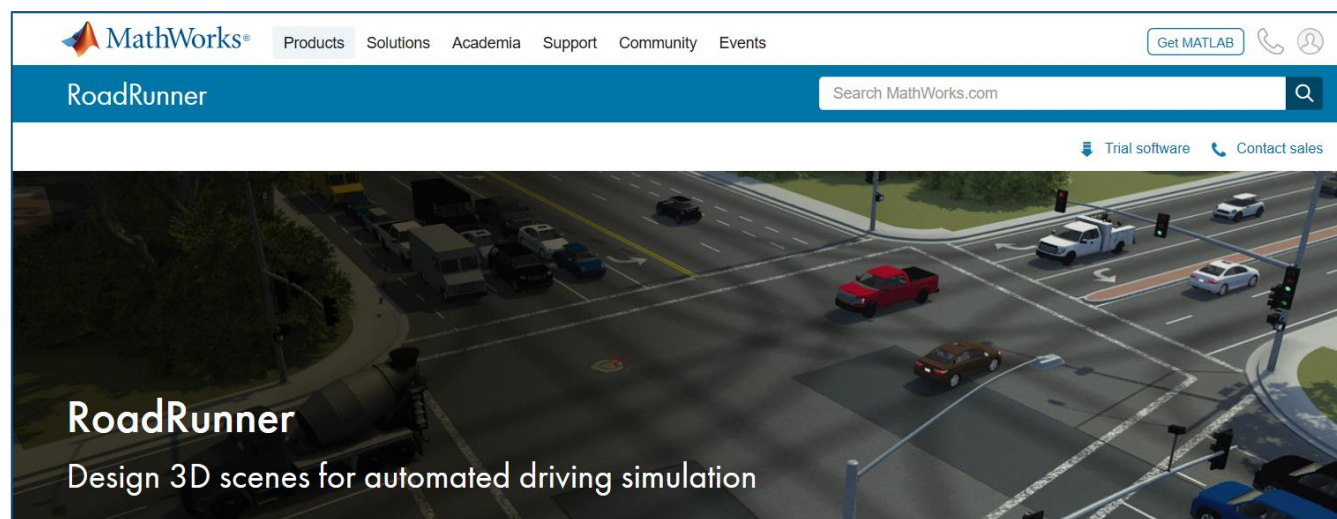 MathWorks®
Products Solutions Academia Support Community Events
Get MATLAB
RoadRunner
Search MathWorks.com
Trial software Contact sales
RoadRunner
Design 3D scenes for automated driving simulation